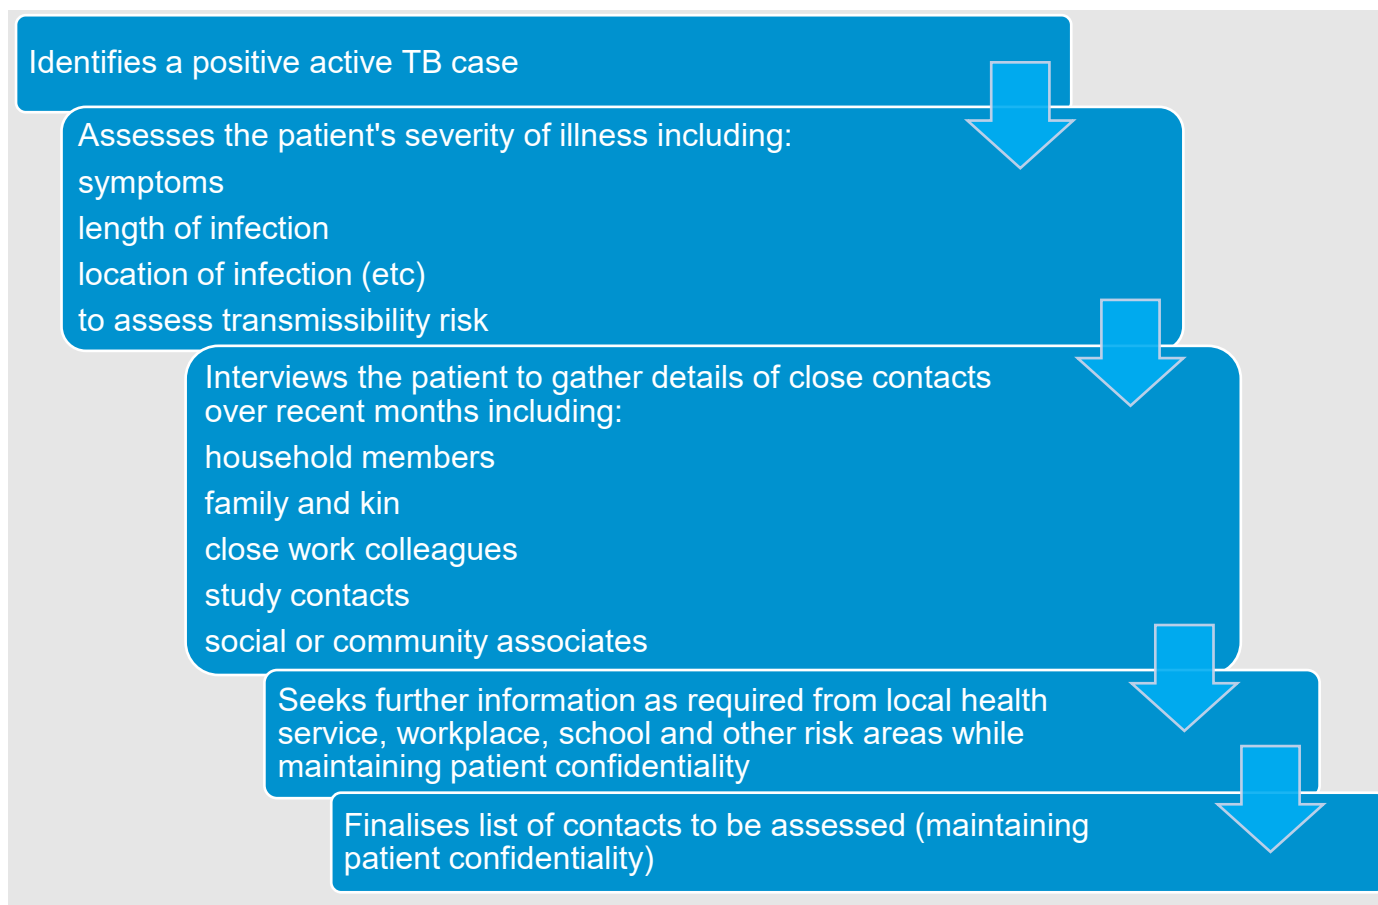 Identifies a positive active TB case
Assesses the patient's severity of illness including:
symptoms
length of infection
location of infection (etc)
to assess transmissibility risk
Interviews the patient to gather details of close contacts
over recent months including:
household members
family and kin
close work colleagues
study contacts
social or community associates
Seeks further information as required from local health
service, workplace, school and other risk areas while
maintaining patient confidentiality
Finalises list of contacts to be assessed (maintaining
patient confidentiality)